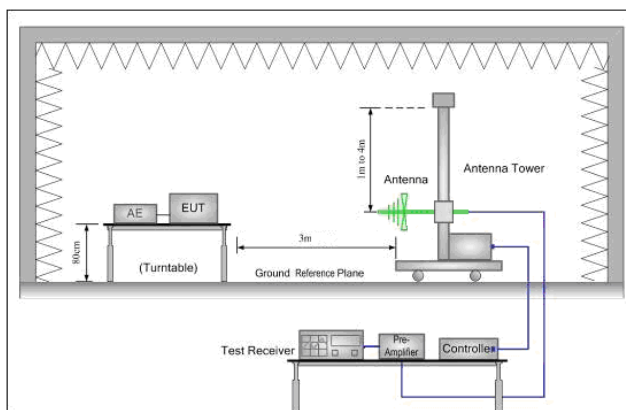 1m to 4m
Antenna
Antenna Tower
AE
EUT
80cm
(Turntable)
3m
Ground Reference Plane
Test Receiver
Pre-
Amplifier
Controller